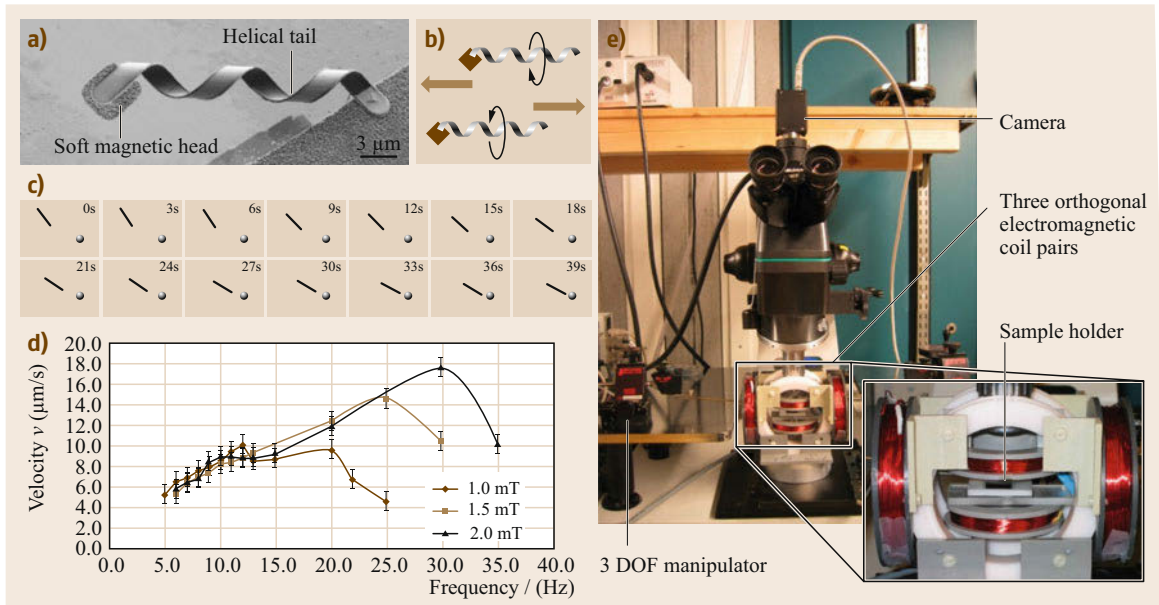 a)
Helical tail
Soft magnetic head
3 µm
b)
c)
0s 3s 6s 9s 12s 15s 18s
21s 24s 27s 30s 33s 36s 39s
d)
Velocity v (µm/s)
20.0
18.0
16.0
14.0
12.0
10.0
8.0
6.0
4.0
2.0
0.0
1.0 mT
1.5 mT
2.0 mT
0.0 5.0 10.0 15.0 20.0 25.0 30.0 35.0 40.0
Frequency / (Hz)
e)
Camera
Three orthogonal
electromagnetic
coil pairs
Sample holder
3 DOF manipulator